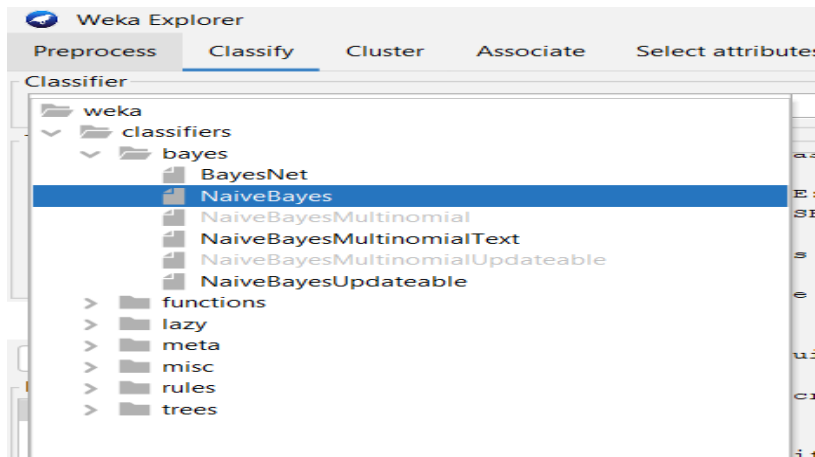 Weka Explorer
Preprocess Classify Cluster Associate Select attributes
Classifier
weka
classifiers
bayes
BayesNet
NaiveBayes
NaiveBayesMultinomial
NaiveBayesMultinomialText
NaiveBayesMultinomialUpdateable
NaiveBayesUpdateable
functions
lazy
meta
misc
rules
trees